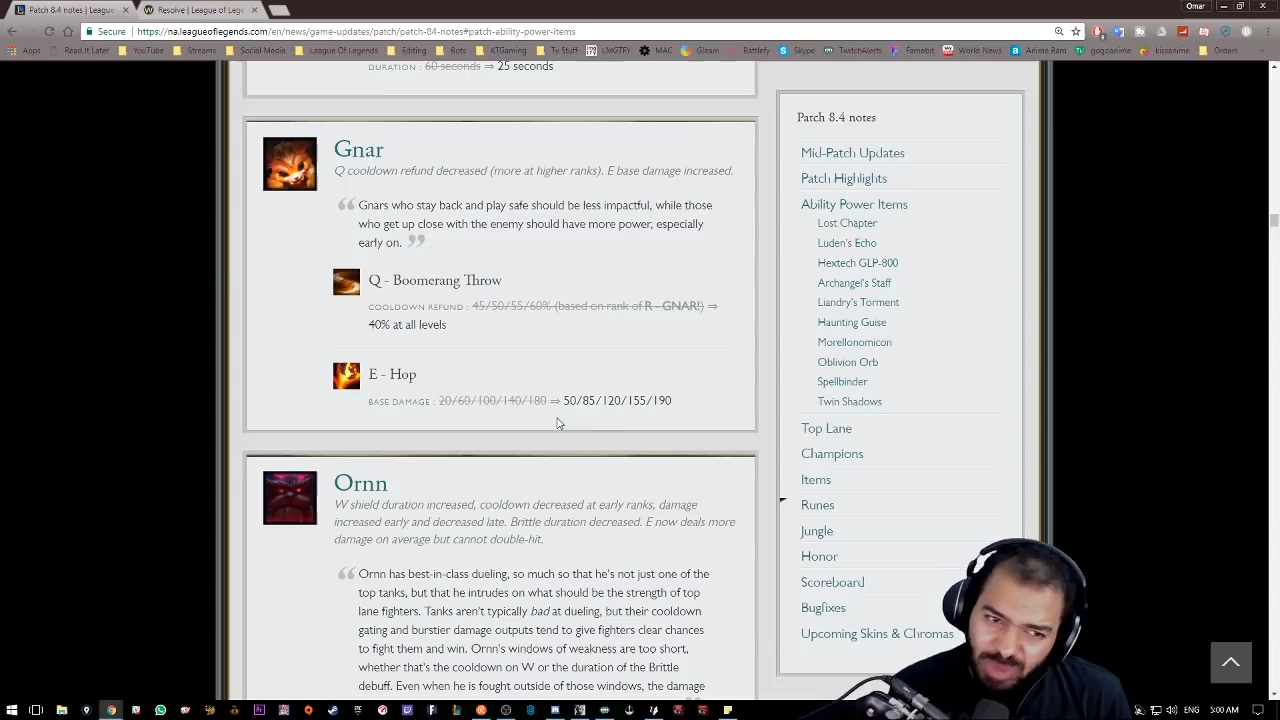 Patch 8.4 notes | League
Resolve | League of Lege
Omar
Secure
https://na.leagueoflegends.com/en/news/game-updates/patch/patch-84-notes#patch-ability-power-items
Apps Read It Later YouTube Streams Social Media League Of Legends Editing Bots KTGaming Tv Stuff LMGTFY MAC Gleam Battlefy Skype TwitchAlerts Famebit World News Anime Bam gogoanime kissanime Orders
DURATION : 60 seconds ⇒ 25 seconds
Gnar
Q cooldown refund decreased (more at higher ranks). E base damage increased.
Gnars who stay back and play safe should be less impactful, while those
who get up close with the enemy should have more power, especially
early on.
Q - Boomerang Throw
COOLDOWN REFUND : 45/50/55/60% (based on rank of R - GNAR!) ⇒
40% at all levels
E - Hop
BASE DAMAGE : 20/60/100/140/180 ⇒ 50/85/120/155/190
Ornn
W shield duration increased, cooldown decreased at early ranks, damage
increased early and decreased late. Brittle duration decreased. E now deals more
damage on average but cannot double-hit.
Ornn has best-in-class dueling, so much so that he's not just one of the
top tanks, but that he intrudes on what should be the strength of top
lane fighters. Tanks aren't typically bad at dueling, but their cooldown
gating and burstier damage outputs tend to give fighters clear chances
to fight them and win. Ornn's windows of weakness are too short,
whether that's the cooldown on W or the duration of the Brittle
debuff. Even when he is fought outside of those windows, the damage
Patch 8.4 notes
Mid-Patch Updates
Patch Highlights
Ability Power Items
Lost Chapter
Luden's Echo
Hextech GLP-800
Archangel's Staff
Liandry's Torment
Haunting Guise
Morellonomicon
Oblivion Orb
Spellbinder
Twin Shadows
Top Lane
Champions
Items
Runes
Jungle
Honor
Scoreboard
Bugfixes
Upcoming Skins & Chromas
ENG
5:00 AM